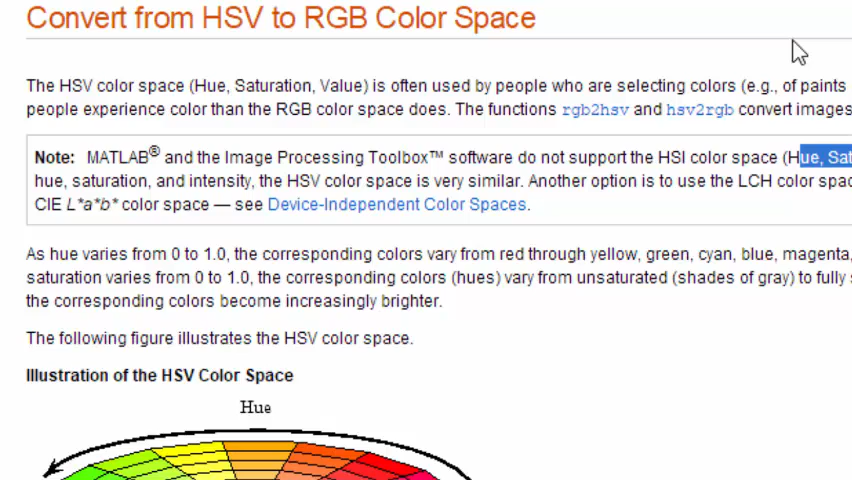 Convert from HSV to RGB Color Space
The HSV color space (Hue, Saturation, Value) is often used by people who are selecting colors (e.g., of paints
people experience color than the RGB color space does. The functions rgb2hsv and hsv2rgb convert images
Note: MATLAB® and the Image Processing Toolbox™ software do not support the HSI color space (Hue, Sat
hue, saturation, and intensity, the HSV color space is very similar. Another option is to use the LCH color spac
CIE L*a*b* color space — see Device-Independent Color Spaces.
As hue varies from 0 to 1.0, the corresponding colors vary from red through yellow, green, cyan, blue, magenta,
saturation varies from 0 to 1.0, the corresponding colors (hues) vary from unsaturated (shades of gray) to fully s
the corresponding colors become increasingly brighter.
The following figure illustrates the HSV color space.
Illustration of the HSV Color Space
Hue